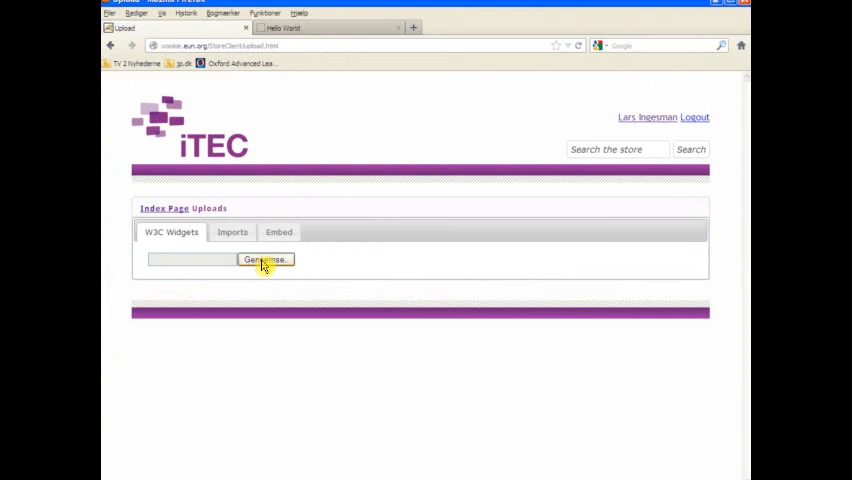 Upload - Mozilla Firefox
Filer Rediger Vis Historik Bogmærker Funktioner Hjælp
Upload Hello World
wookie.eun.org/StoreClient/upload.html Google
TV 2 Nyhederne jp.dk Oxford Advanced Lea...
iTEC
Lars Ingesman Logout
Search the store Search
Index Page Uploads
W3C Widgets Imports Embed